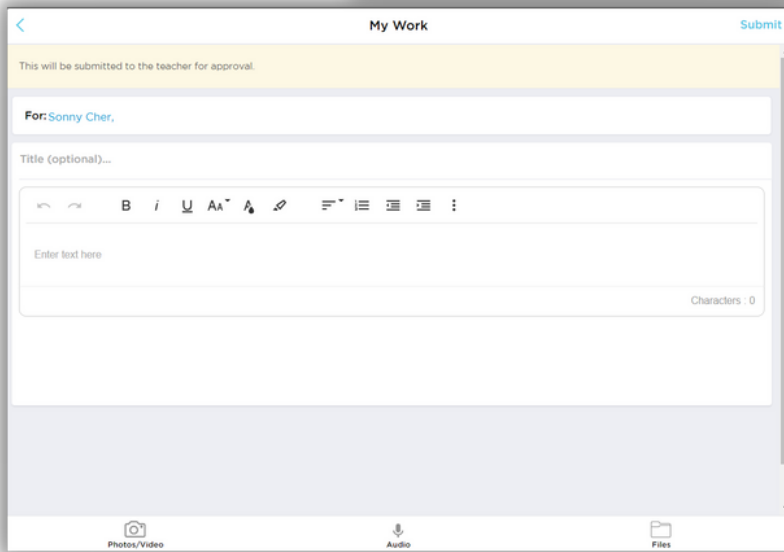 My Work
Submit
This will be submitted to the teacher for approval.
For: Sonny Cher,
Title (optional)...
B i U AA A
Enter text here
Characters : 0
Photos/Video
Audio
Files